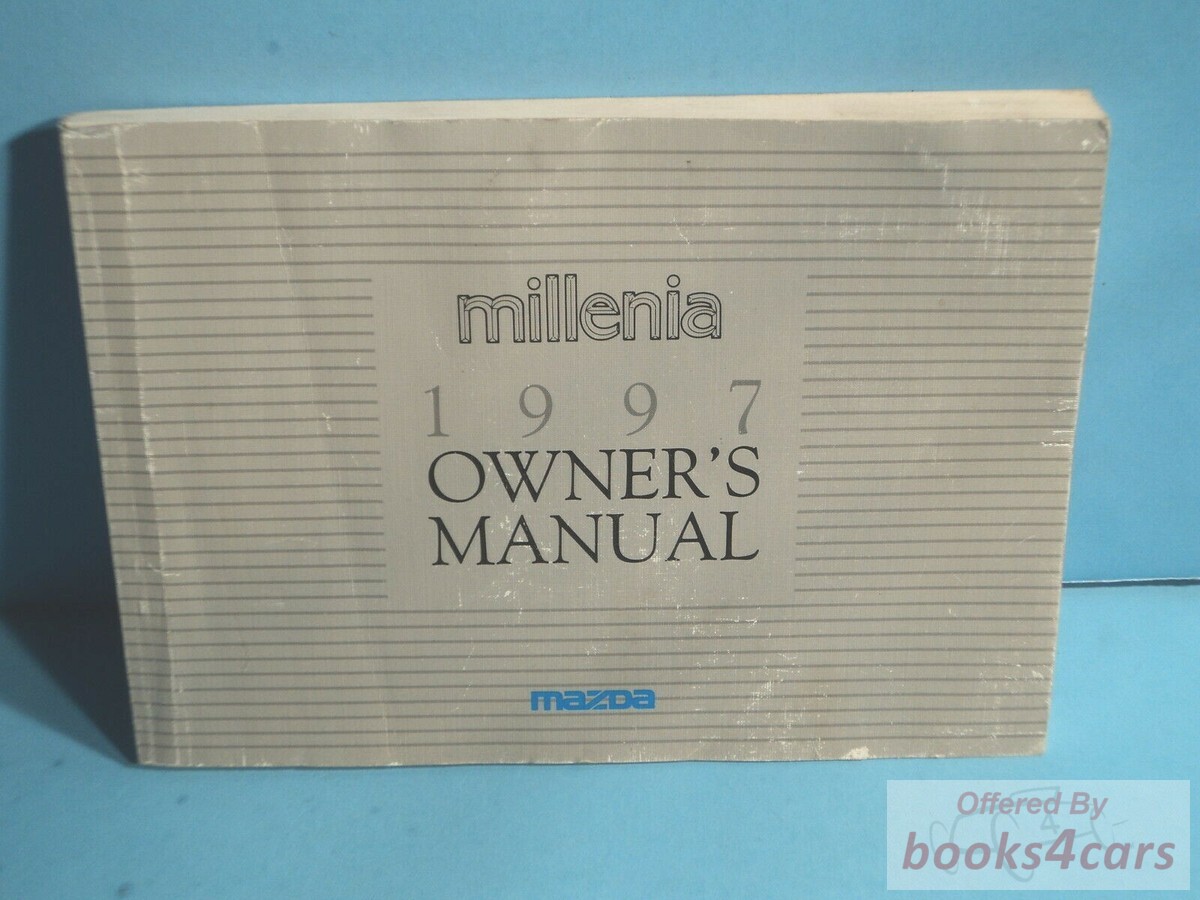 millenia
1997
OWNER'S
MANUAL
mazda
Offered By
books4cars